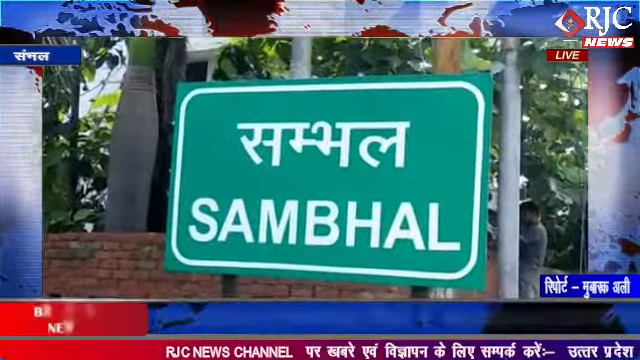 RJC
NEWS
संभल
LIVE
सम्भल
SAMBHAL
रिपोर्ट – मुबारक अली
RJC NEWS CHANNEL पर खबरे एवं विज्ञापन के लिए सम्पर्क करें:– उत्तर प्रदेश